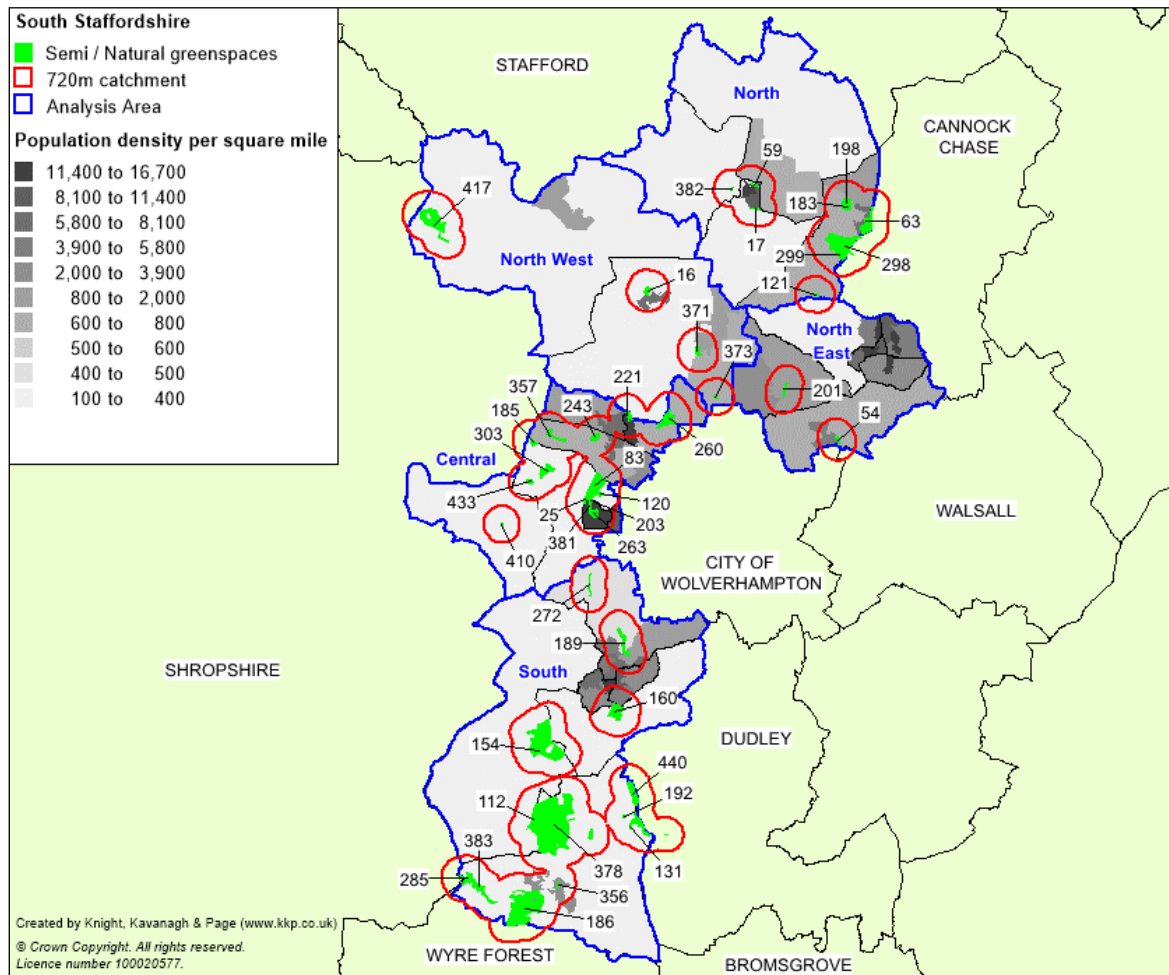 South Staffordshire
Semi / Natural greenspaces
720m catchment
Analysis Area
Population density per square mile
11,400 to 16,700
8,100 to 11,400
5,800 to 8,100
3,900 to 5,800
2,000 to 3,900
800 to 2,000
600 to 800
500 to 600
400 to 500
100 to 400
STAFFORD
North
CANNOCK
CHASE
59
198
382
417
183
63
17
North West
299
298
16
121
371
North
East
373
221
357
243
201
185
54
303
260
83
Central
433
120
25
203
WALSALL
381
263
410
CITY OF
WOLVERHAMPTON
272
189
SHROPSHIRE
South
160
DUDLEY
154
440
112
192
383
131
285
378
356
186
Created by Knight, Kavanagh & Page (www.kkp.co.uk)
© Crown Copyright. All rights reserved.
Licence number 100020577.
WYRE FOREST
BROMSGROVE